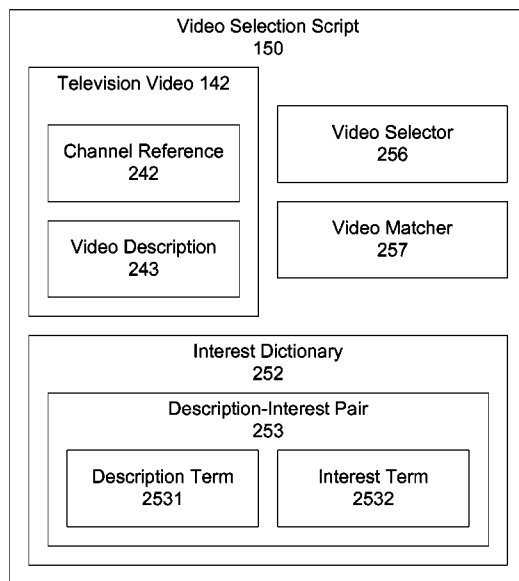 Video Selection Script
150
Television Video 142
Channel Reference
242
Video Description
243
Video Selector
256
Video Matcher
257
Interest Dictionary
252
Description-Interest Pair
253
Description Term
2531
Interest Term
2532